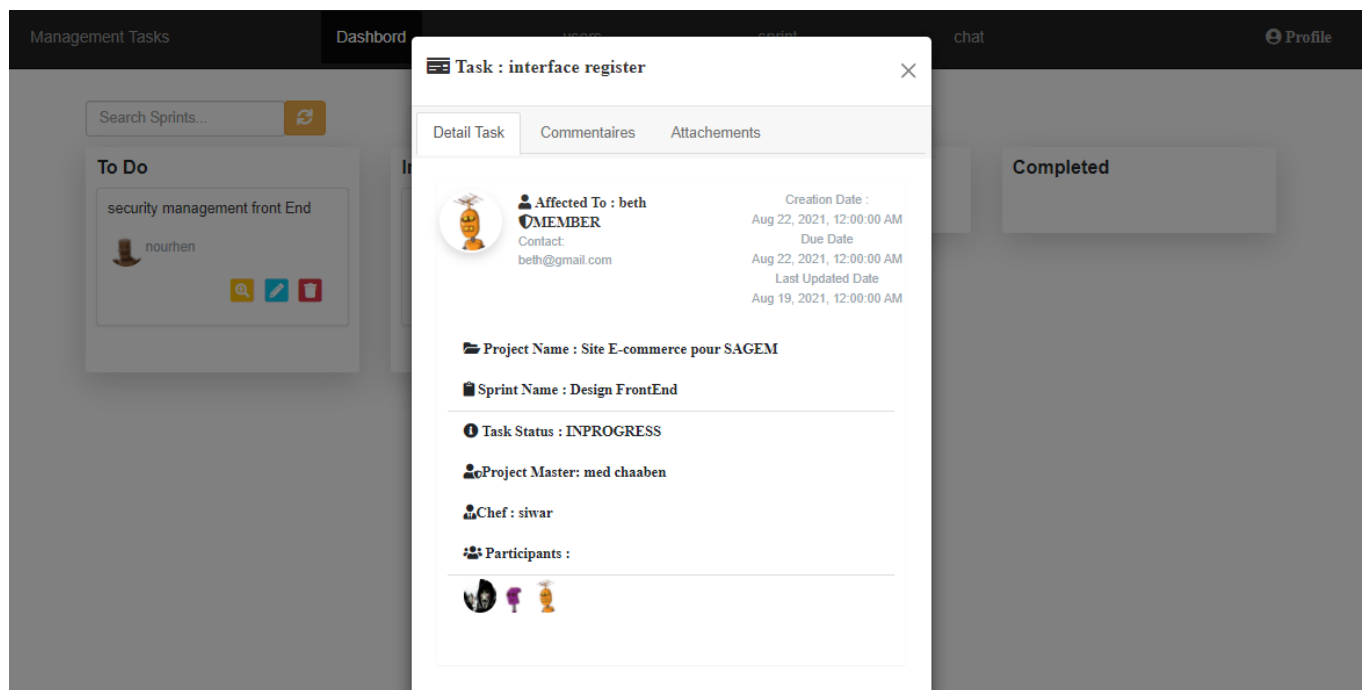 Management Tasks
Dashbord
users
sprint
chat
Profile
Search Sprints...
To Do
security management front End
nourhen
Completed
Task : interface register
Detail Task
Commentaires
Attachements
Affected To : beth
MEMBER
Contact:
beth@gmail.com
Creation Date :
Aug 22, 2021, 12:00:00 AM
Due Date
Aug 22, 2021, 12:00:00 AM
Last Updated Date
Aug 19, 2021, 12:00:00 AM
Project Name : Site E-commerce pour SAGEM
Sprint Name : Design FrontEnd
Task Status : INPROGRESS
Project Master: med chaaben
Chef : siwar
Participants :